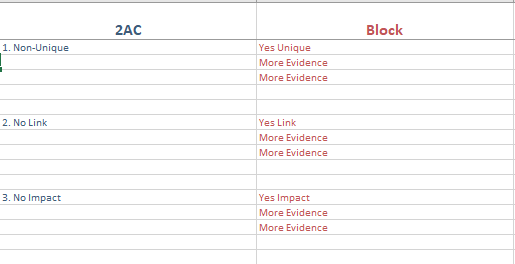 2AC Block
1. Non-Unique Yes Unique
More Evidence
More Evidence
2. No Link Yes Link
More Evidence
More Evidence
3. No Impact Yes Impact
More Evidence
More Evidence